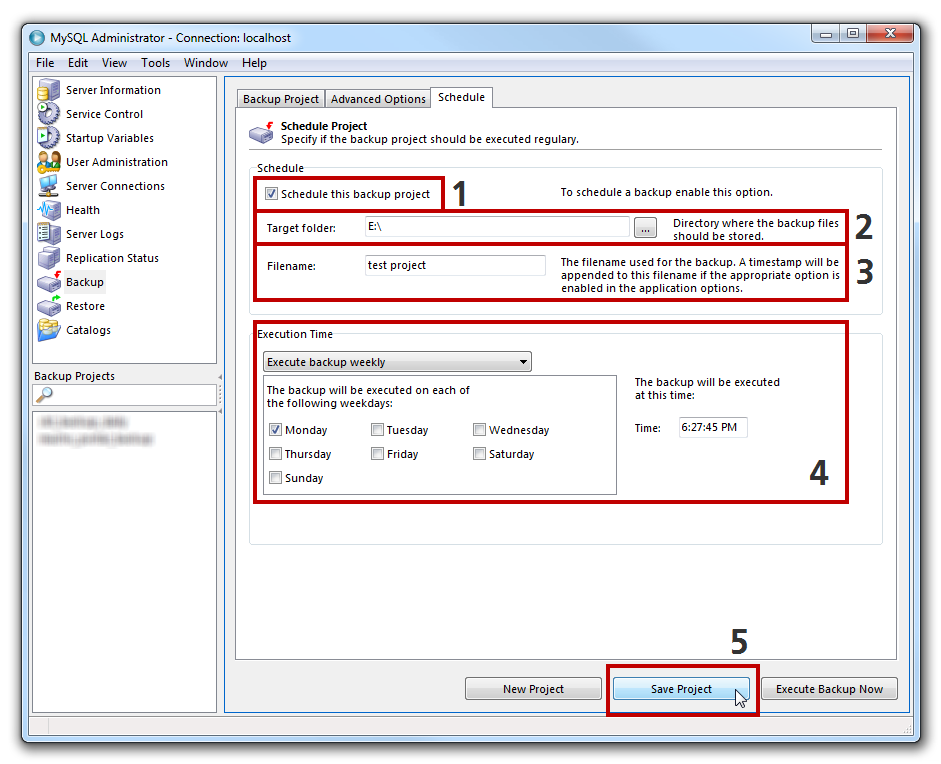 MySQL Administrator - Connection: localhost
File Edit View Tools Window Help
Server Information
Service Control
Startup Variables
User Administration
Server Connections
Health
Server Logs
Replication Status
Backup
Restore
Catalogs
Backup Projects
Backup Project Advanced Options Schedule
Schedule Project
Specify if the backup project should be executed regulary.
Schedule
Schedule this backup project 1 To schedule a backup enable this option.
Target folder: E:\ ... Directory where the backup files
should be stored. 2
Filename: test project The filename used for the backup. A timestamp will be
appended to this filename if the appropriate option is
enabled in the application options. 3
Execution Time
Execute backup weekly
The backup will be executed on each of
the following weekdays:
Monday Tuesday Wednesday
Thursday Friday Saturday
Sunday
The backup will be executed
at this time:
Time: 6:27:45 PM
4
5
New Project Save Project Execute Backup Now